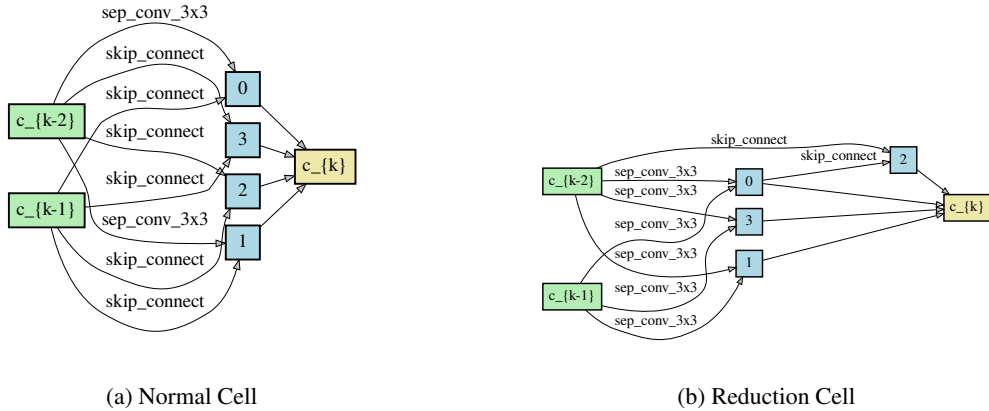 sep_conv_3x3
skip_connect
skip_connect
0
c_{k-2}
skip_connect
3
c_{k}
skip_connect
2
c_{k-1}
sep_conv_3x3
1
skip_connect
skip_connect
(a) Normal Cell
skip_connect
skip_connect
2
c_{k-2}
sep_conv_3x3
0
sep_conv_3x3
c_{k}
3
sep_conv_3x3
sep_conv_3x3
1
c_{k-1}
sep_conv_3x3
sep_conv_3x3
(b) Reduction Cell